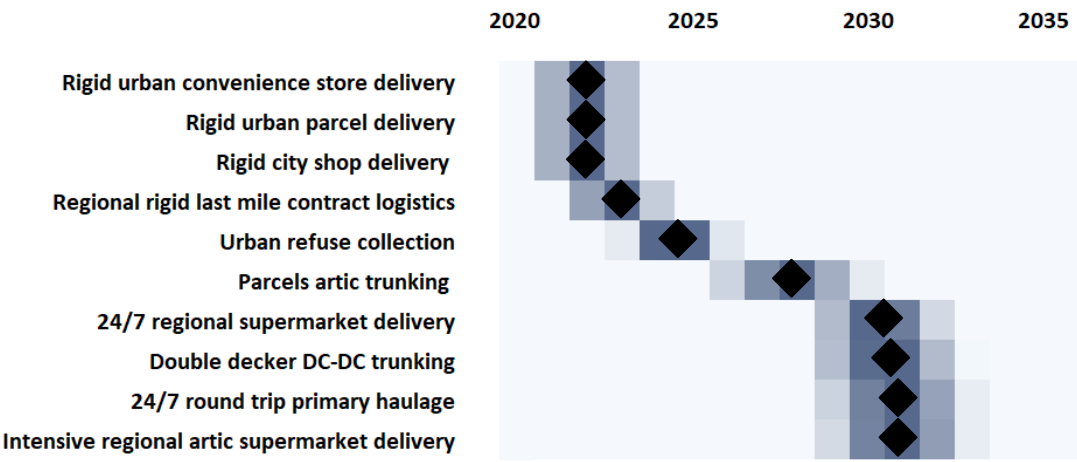 2020 2025 2030 2035
Rigid urban convenience store delivery
Rigid urban parcel delivery
Rigid city shop delivery
Regional rigid last mile contract logistics
Urban refuse collection
Parcels artic trunking
24/7 regional supermarket delivery
Double decker DC-DC trunking
24/7 round trip primary haulage
Intensive regional artic supermarket delivery